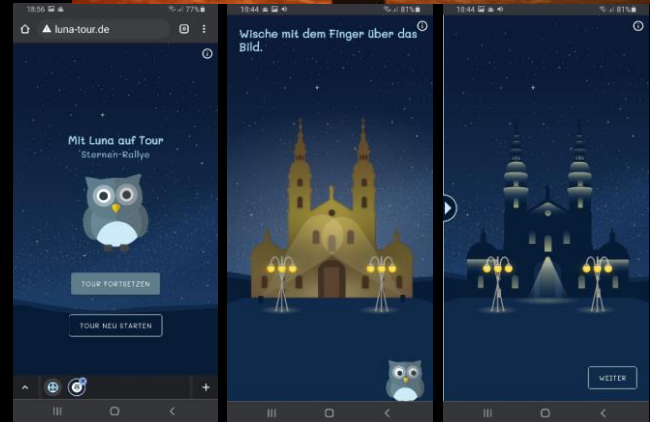 18:56
77%
luna-tour.de
Mit Luna auf Tour
Sternen-Rallye
TOUR FORTSETZEN
TOUR NEU STARTEN
18:44
81%
Wische mit dem Finger über das
Bild.
18:44
81%
WEITER